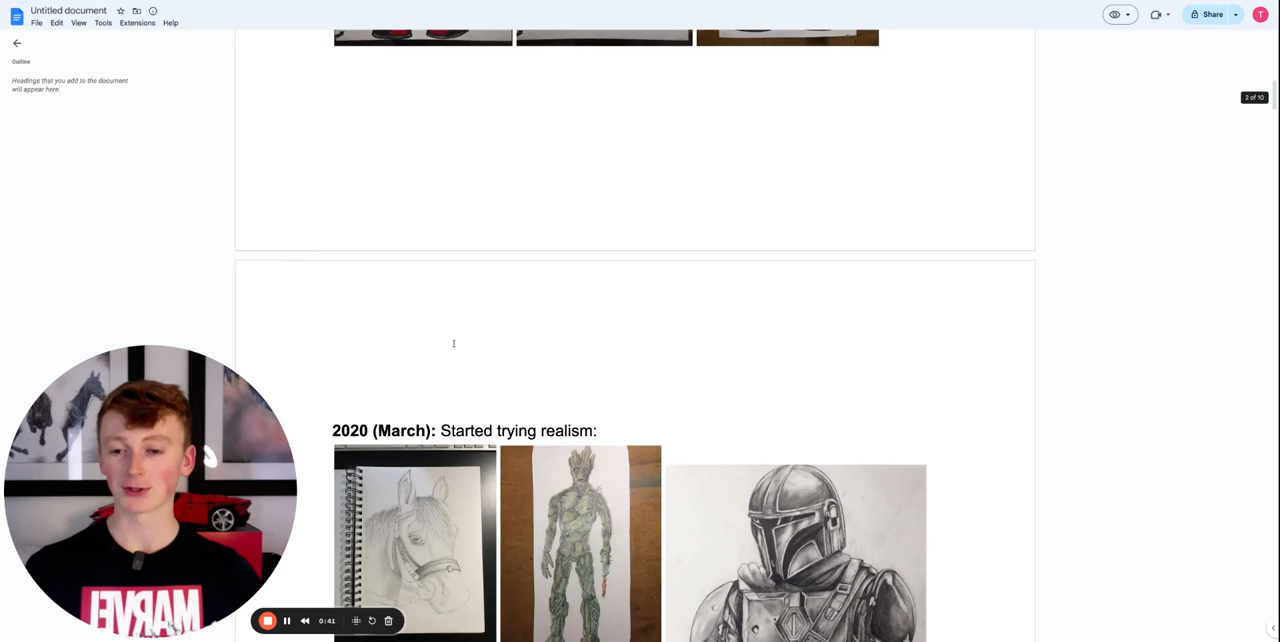 Untitled document
File Edit View Tools Extensions Help
Share
T
Outline
Headings that you add to the document
will appear here.
2 of 10
2020 (March): Started trying realism:
MARVEL
0:41